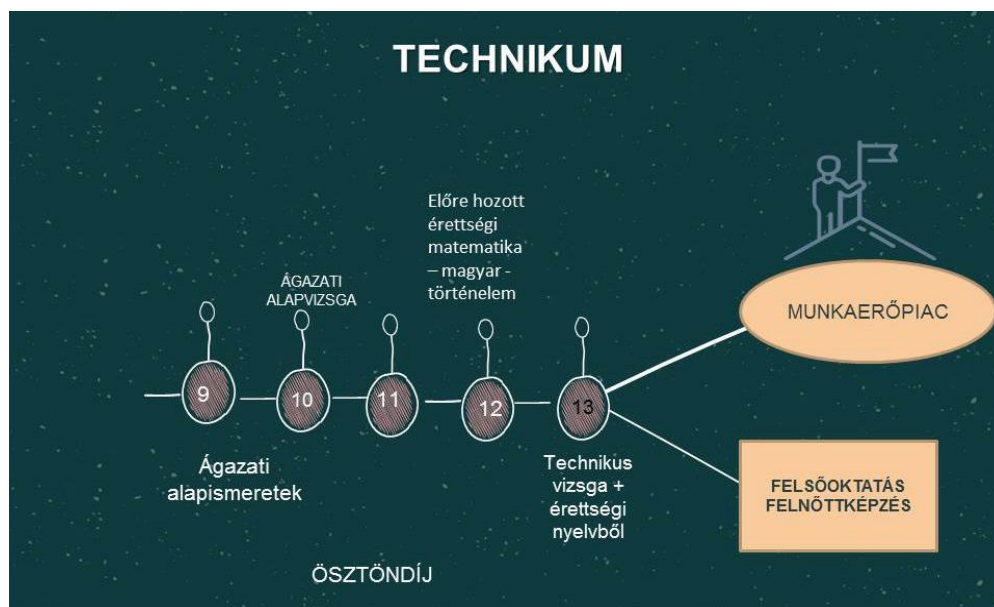 TECHNIKUM
Előre hozott
érettségi
matematika
– magyar -
történelem
ÁGAZATI
ALAPVIZSGA
MUNKAERŐPIAC
9
10
11
12
13
Ágazati
alapismeretek
Technikus
vizsga +
érettségi
nyelvből
FELSŐOKTATÁS
FELNŐTTKÉPZÉS
ÖSZTÖNDÍJ